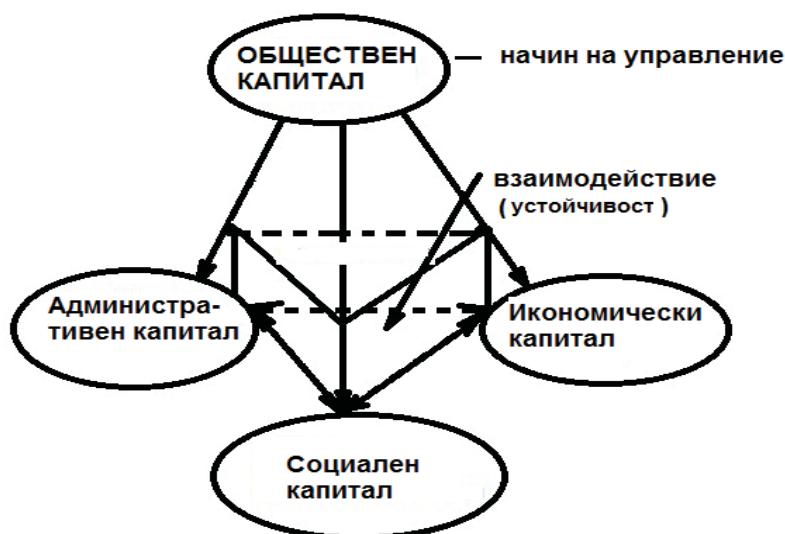 ОБЩЕСТВЕН
КАПИТАЛ
— начин на управление
взаимодействие
( устойчивост )
Администра-
тивен капитал
Икономически
капитал
Социален
капитал